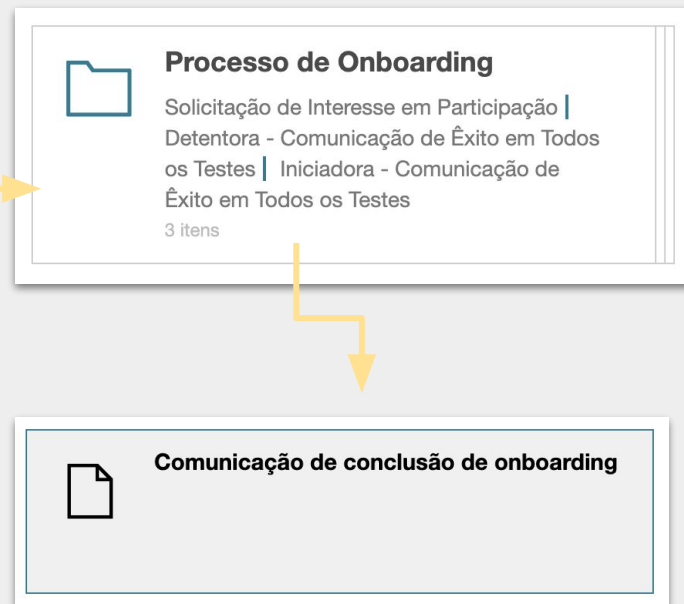 Processo de Onboarding
Solicitação de Interesse em Participação |
Detentora - Comunicação de Êxito em Todos
os Testes | Iniciadora - Comunicação de
Êxito em Todos os Testes
3 itens
Comunicação de conclusão de onboarding